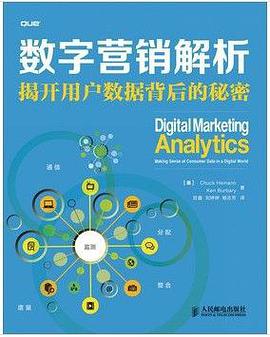 que
数字营销解析
揭开用户数据背后的秘密
Digital Marketing
Analytics
Making Sense of Consumer Data in a Digital World
通信
[美] Chuck Hemann
Ken Burbary 著
分配
监测
整合
度量
人民邮电出版社